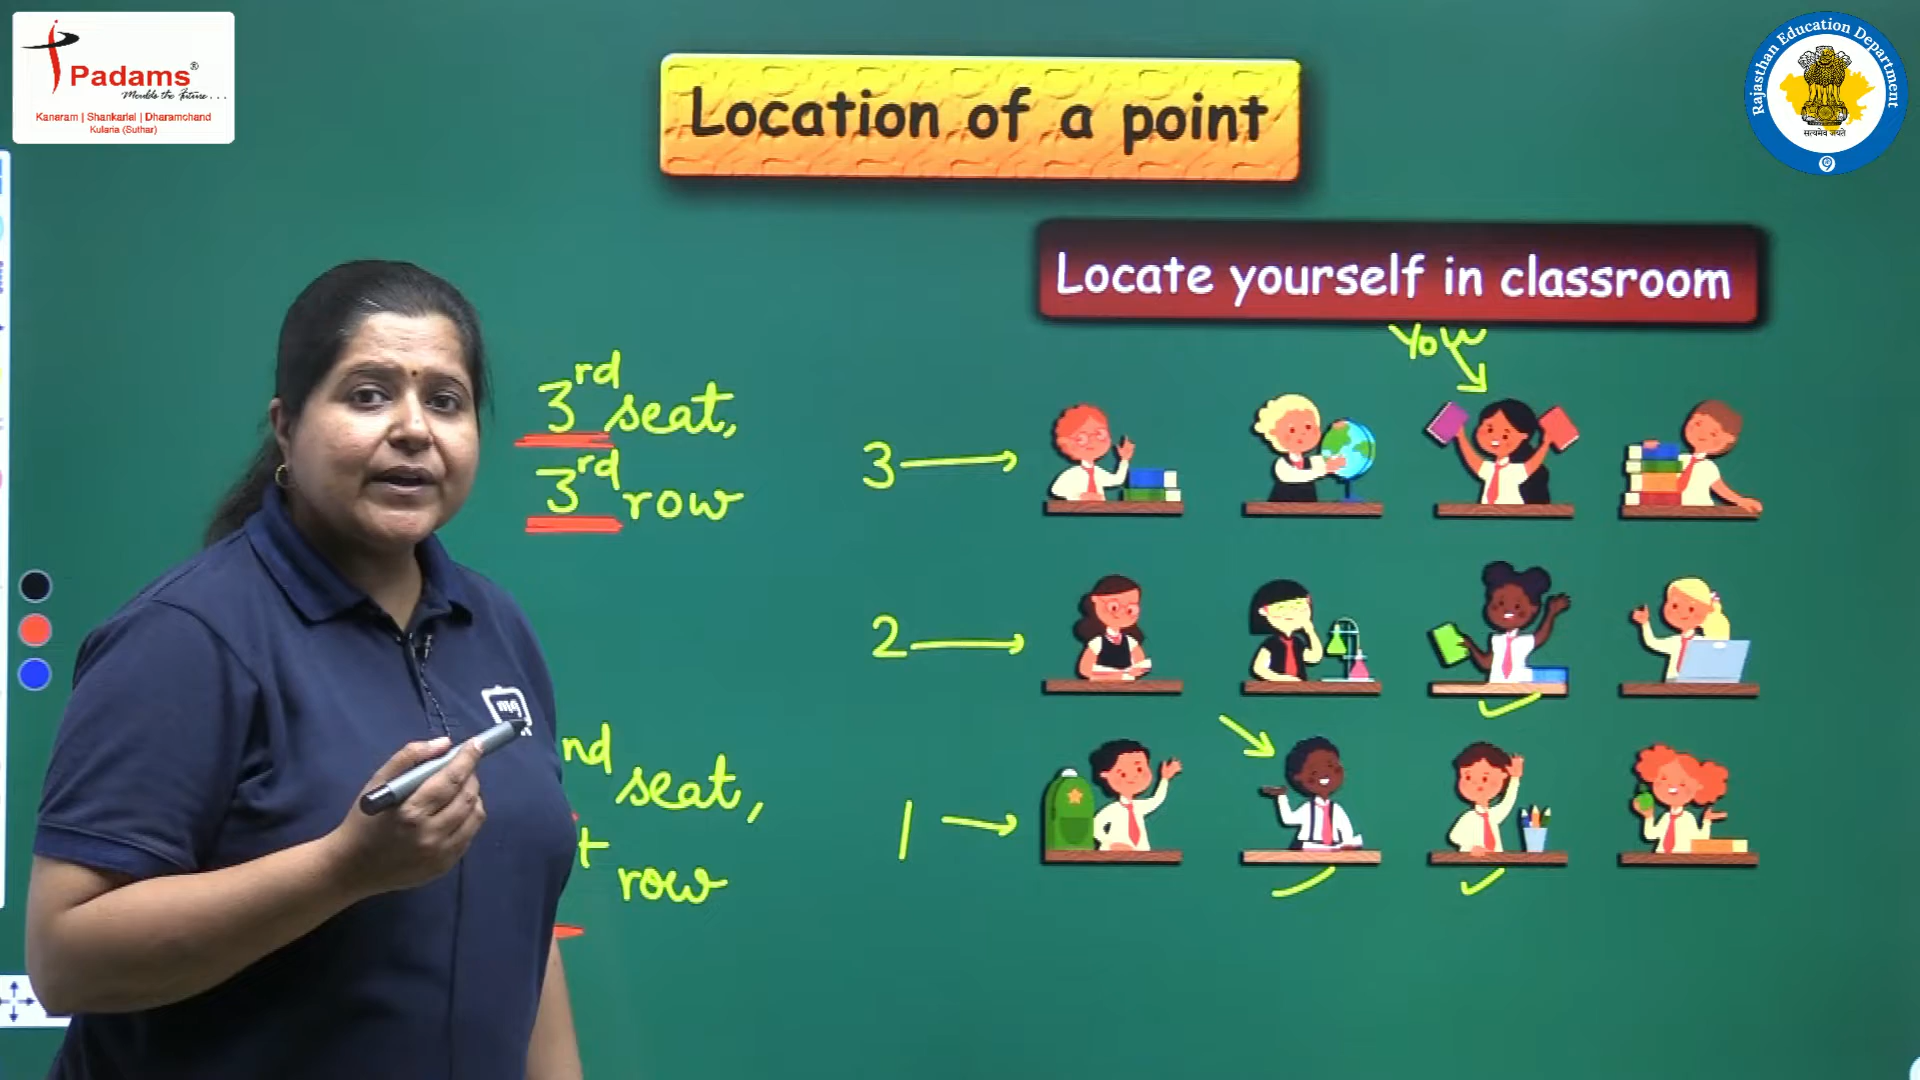 Padams®
Moulds the Future...
Kanaram | Shankarlal | Dharamchand
Kularia (Suthar)
Location of a point
Rajasthan Education Department
सत्यमेव जयते
Locate yourself in classroom
You
3rd seat,
3rd row
3
2
nd seat,
t row
1